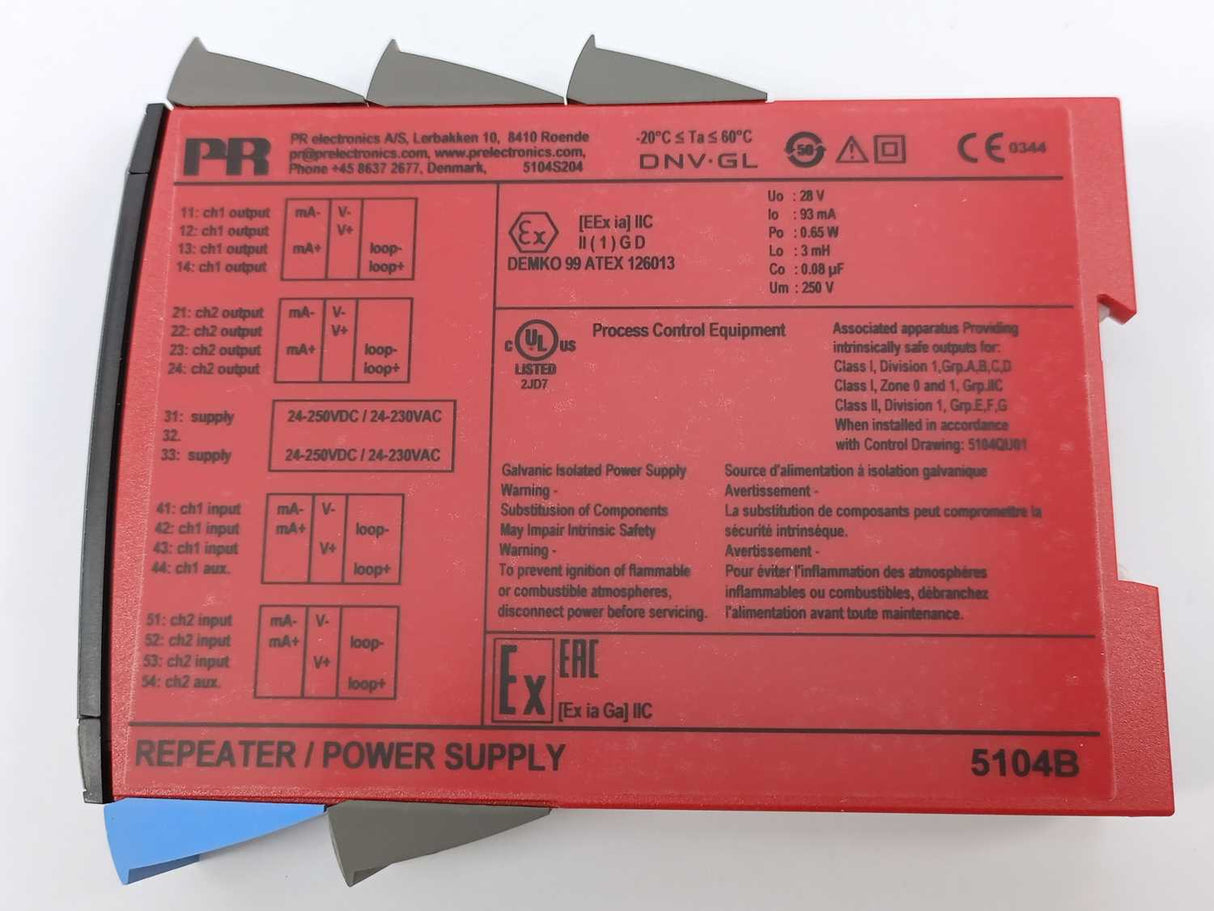 PR
PR electronics A/S, Lerbakken 10, 8410 Roende
pr@prelectronics.com, www.prelectronics.com,
Phone +45 8637 2677, Denmark, 5104S204
-20°C ≤ Ta ≤ 60°C
DNV·GL
50
CE 0344
11: ch1 output mA- V-
12: ch1 output V+
13: ch1 output mA+ loop-
14: ch1 output loop+
21: ch2 output mA- V-
22: ch2 output V+
23: ch2 output mA+ loop-
24: ch2 output loop+
31: supply 24-250VDC / 24-230VAC
32.
33: supply 24-250VDC / 24-230VAC
41: ch1 input mA- V-
42: ch1 input mA+ loop-
43: ch1 input V+
44: ch1 aux. loop+
51: ch2 input mA- V-
52: ch2 input mA+ loop-
53: ch2 input V+
54: ch2 aux. loop+
Ex
[EEx ia] IIC
II ( 1 ) G D
DEMKO 99 ATEX 126013
Uo : 28 V
Io : 93 mA
Po : 0.65 W
Lo : 3 mH
Co : 0.08 µF
Um : 250 V
c UL us
LISTED
2JD7
Process Control Equipment
Associated apparatus Providing
intrinsically safe outputs for:
Class I, Division 1,Grp.A,B,C,D
Class I, Zone 0 and 1, Grp.IIC
Class II, Division 1, Grp.E,F,G
When installed in accordance
with Control Drawing: 5104QU01
Galvanic Isolated Power Supply
Warning -
Substitusion of Components
May Impair Intrinsic Safety
Warning -
To prevent ignition of flammable
or combustible atmospheres,
disconnect power before servicing.
Source d'alimentation à isolation galvanique
Avertissement -
La substitution de composants peut compromettre la
sécurité intrinsèque.
Avertissement -
Pour éviter l'inflammation des atmosphères
inflammables ou combustibles, débranchez
l'alimentation avant toute maintenance.
Ex
EAC
[Ex ia Ga] IIC
REPEATER / POWER SUPPLY
5104B